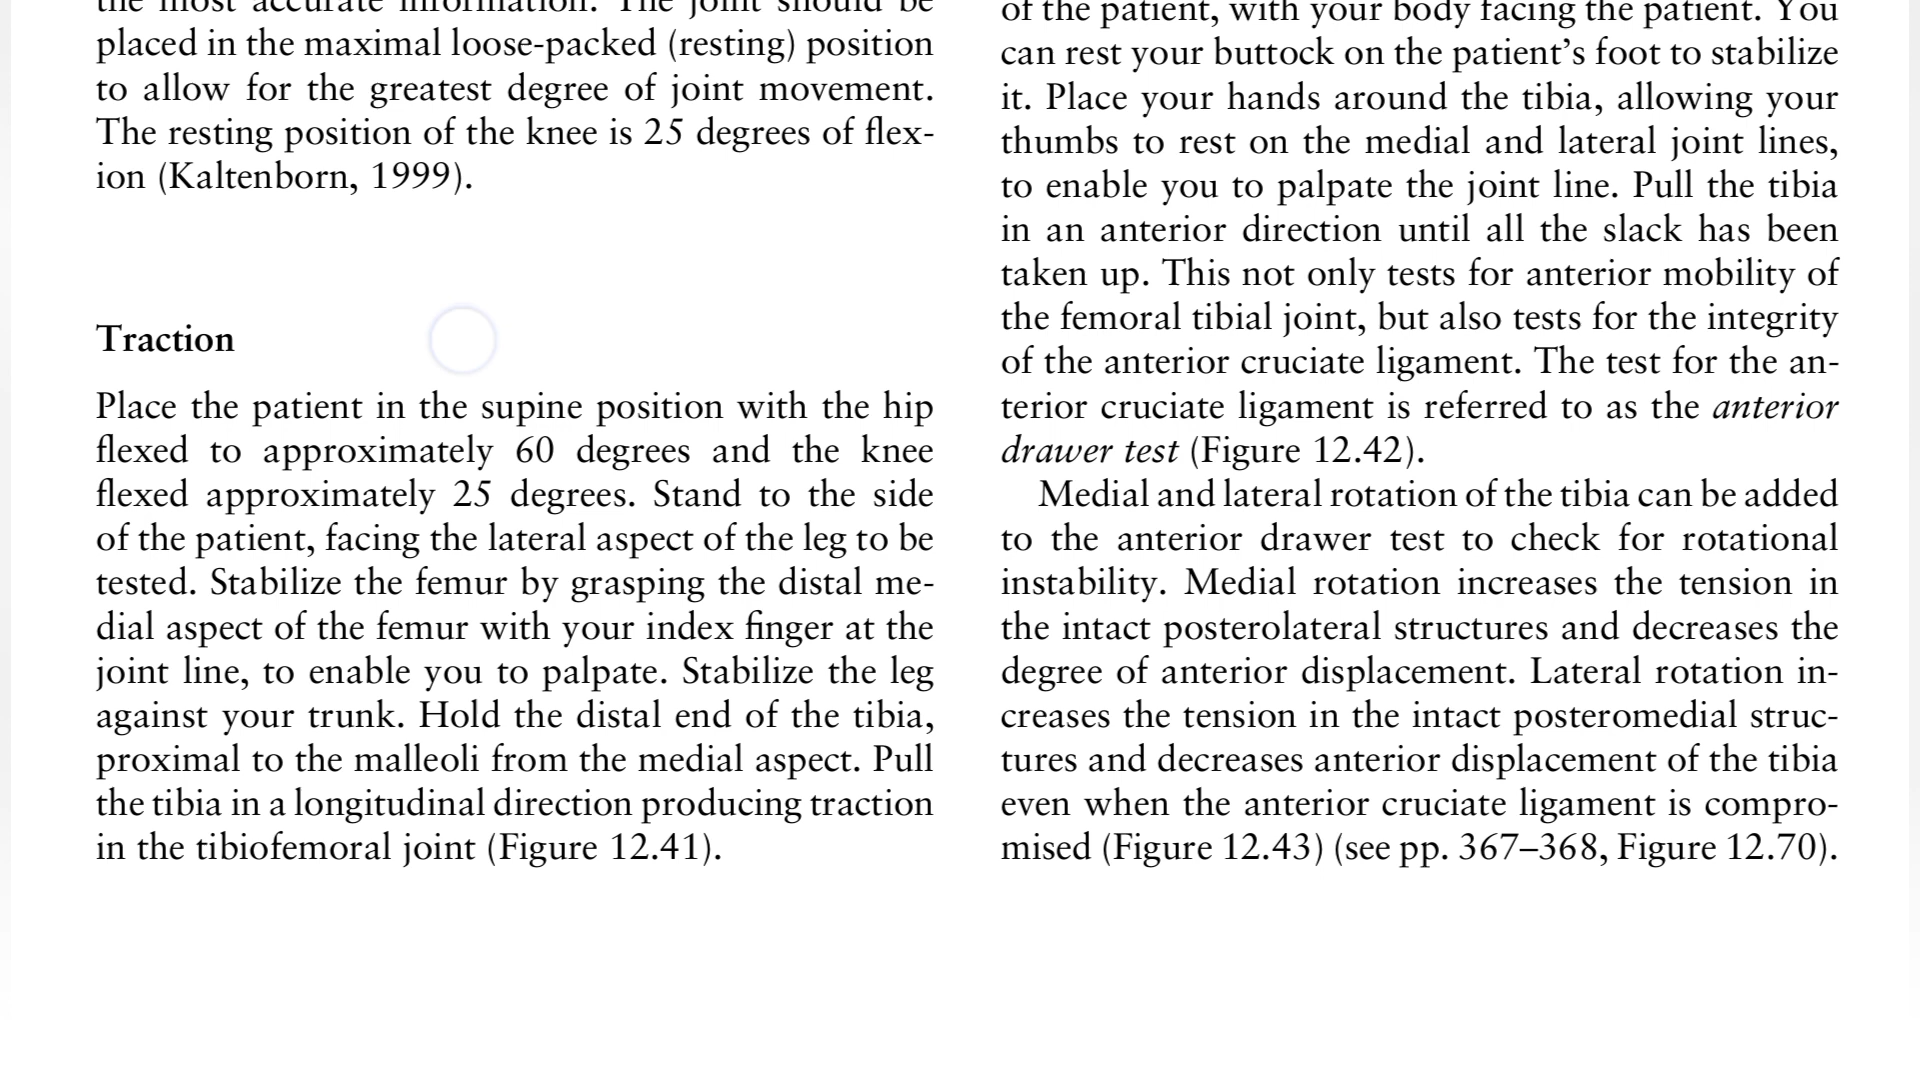 the most accurate information. The joint should be
placed in the maximal loose-packed (resting) position
to allow for the greatest degree of joint movement.
The resting position of the knee is 25 degrees of flex-
ion (Kaltenborn, 1999).
Traction
Place the patient in the supine position with the hip
flexed to approximately 60 degrees and the knee
flexed approximately 25 degrees. Stand to the side
of the patient, facing the lateral aspect of the leg to be
tested. Stabilize the femur by grasping the distal me-
dial aspect of the femur with your index finger at the
joint line, to enable you to palpate. Stabilize the leg
against your trunk. Hold the distal end of the tibia,
proximal to the malleoli from the medial aspect. Pull
the tibia in a longitudinal direction producing traction
in the tibiofemoral joint (Figure 12.41).
of the patient, with your body facing the patient. You
can rest your buttock on the patient’s foot to stabilize
it. Place your hands around the tibia, allowing your
thumbs to rest on the medial and lateral joint lines,
to enable you to palpate the joint line. Pull the tibia
in an anterior direction until all the slack has been
taken up. This not only tests for anterior mobility of
the femoral tibial joint, but also tests for the integrity
of the anterior cruciate ligament. The test for the an-
terior cruciate ligament is referred to as the anterior
drawer test (Figure 12.42).
Medial and lateral rotation of the tibia can be added
to the anterior drawer test to check for rotational
instability. Medial rotation increases the tension in
the intact posterolateral structures and decreases the
degree of anterior displacement. Lateral rotation in-
creases the tension in the intact posteromedial struc-
tures and decreases anterior displacement of the tibia
even when the anterior cruciate ligament is compro-
mised (Figure 12.43) (see pp. 367–368, Figure 12.70).